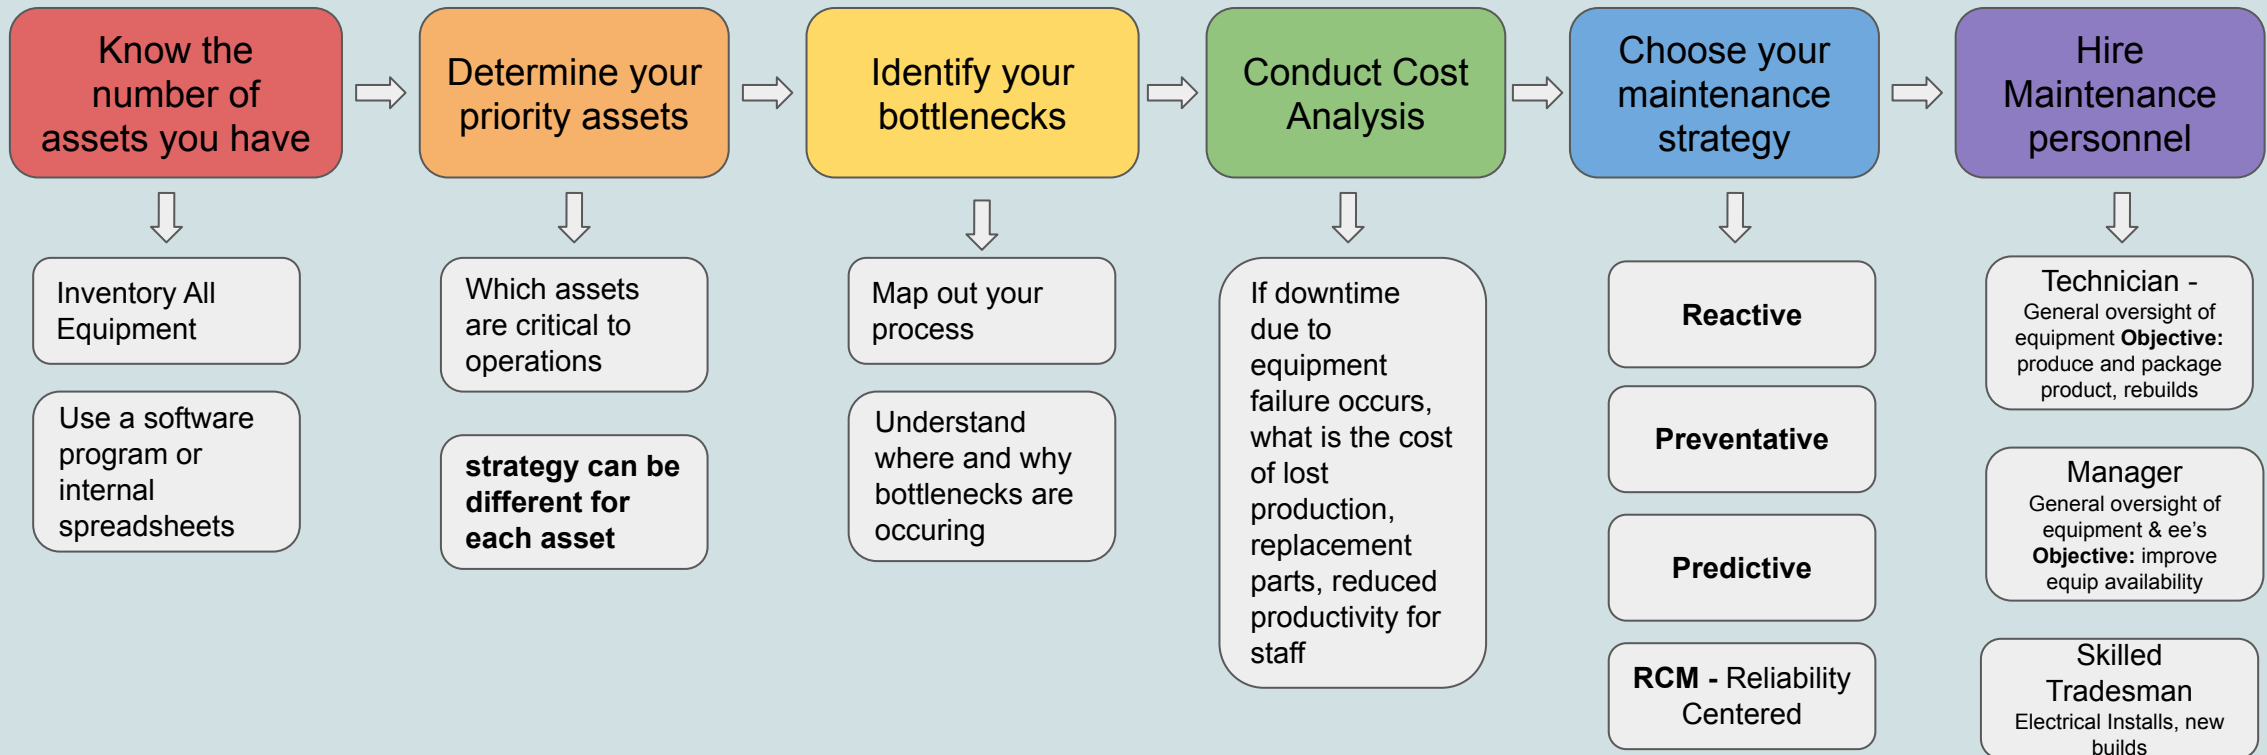 Know the
number of
assets you have
Determine your
priority assets
Identify your
bottlenecks
Conduct Cost
Analysis
Choose your
maintenance
strategy
Hire
Maintenance
personnel
Inventory All
Equipment
Use a software
program or
internal
spreadsheets
Which assets
are critical to
operations
strategy can be
different for
each asset
Map out your
process
Understand
where and why
bottlenecks are
occuring
If downtime
due to
equipment
failure occurs,
what is the cost
of lost
production,
replacement
parts, reduced
productivity for
staff
Reactive
Preventative
Predictive
RCM - Reliability
Centered
Technician -
General oversight of
equipment Objective:
produce and package
product, rebuilds
Manager
General oversight of
equipment & ee’s
Objective: improve
equip availability
Skilled
Tradesman
Electrical Installs, new
builds